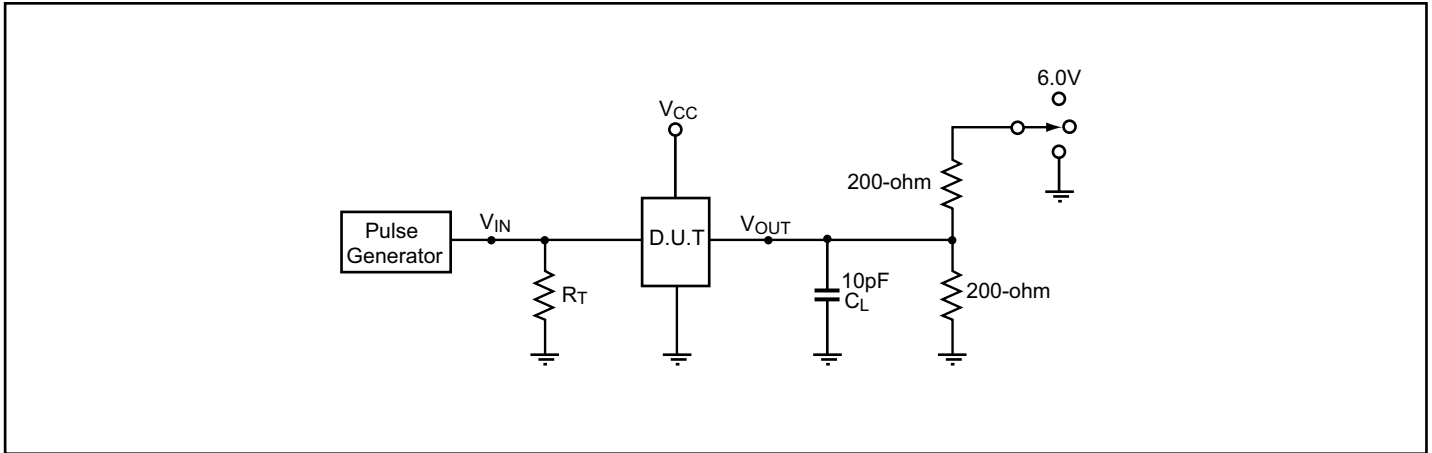 6.0V
VCC
200-ohm
Pulse
Generator
VIN
D.U.T
VOUT
RT
10pF
CL
200-ohm